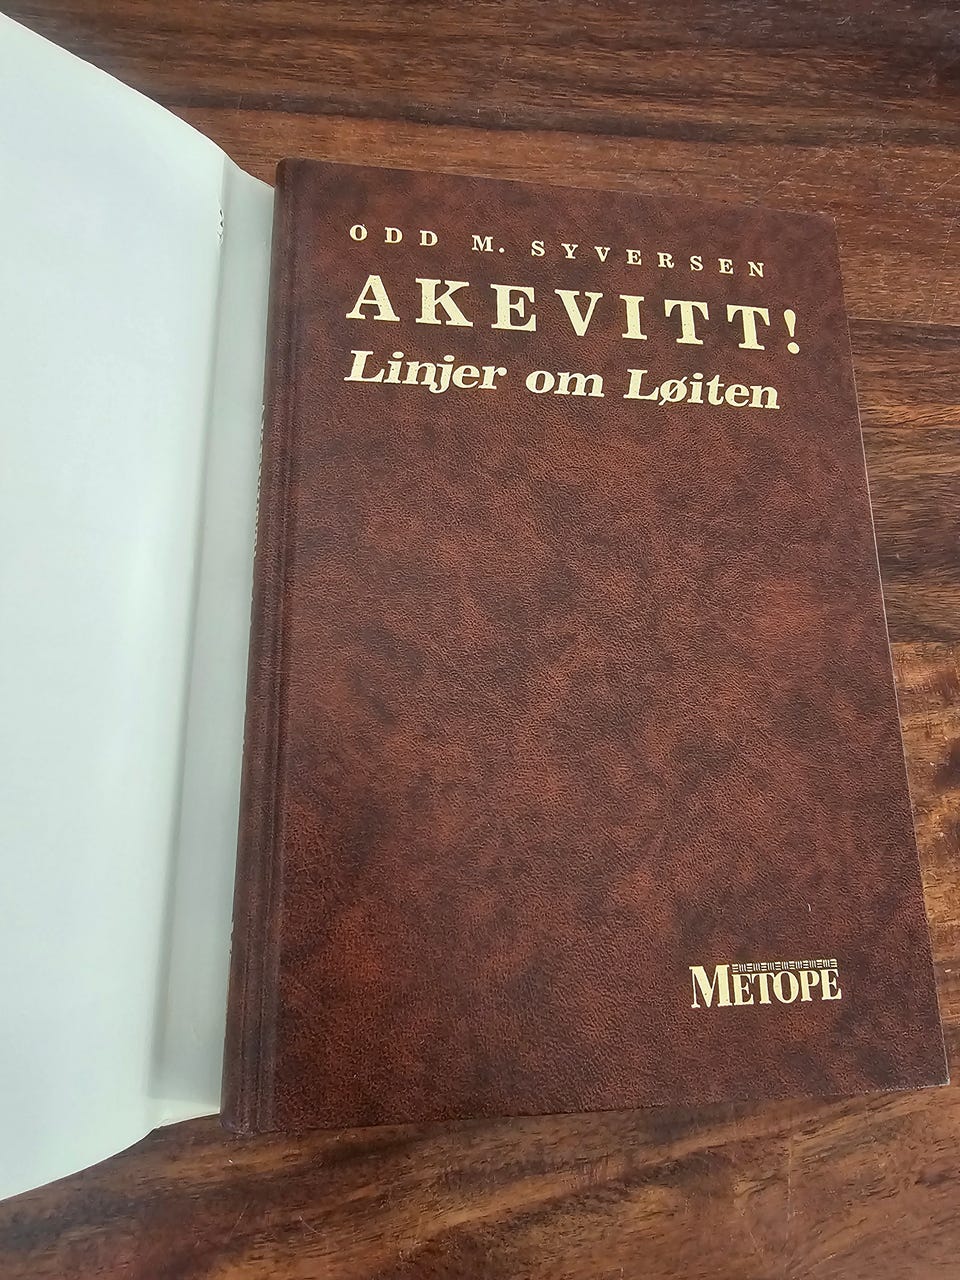 ODD M. SYVERSEN
AKEVITT!
Linjer om Løiten
METOPE